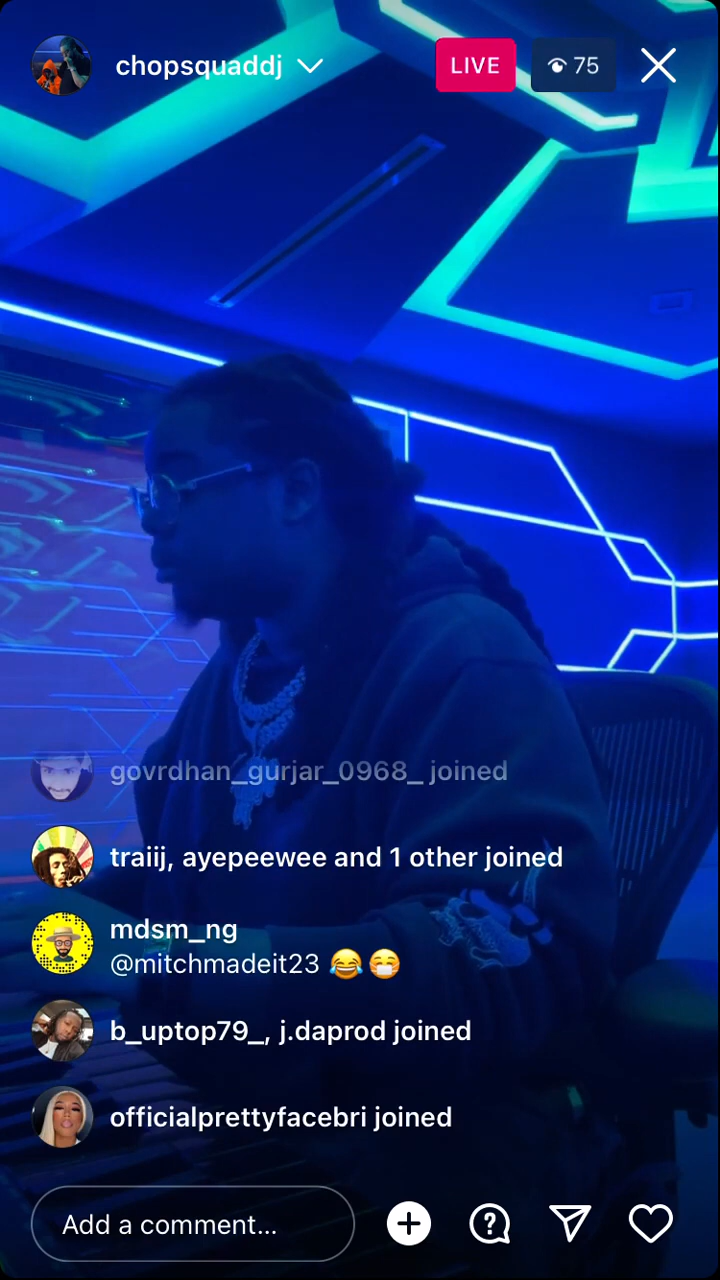 chopsquaddj
LIVE
75
govrdhan_gurjar_0968_ joined
traiij, ayepeewee and 1 other joined
mdsm_ng
@mitchmadeit23 😂😷
b_uptop79_, j.daprod joined
officialprettyfacebri joined
Add a comment...